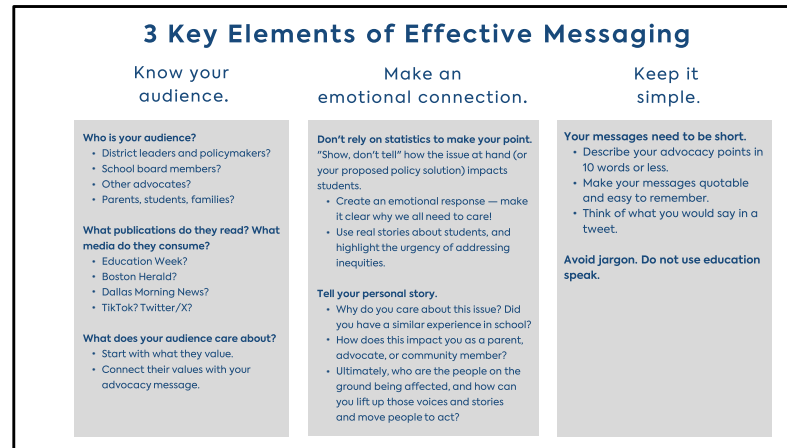 3 Key Elements of Effective Messaging
Know your
audience.
Who is your audience?
• District leaders and policymakers?
• School board members?
• Other advocates?
• Parents, students, families?
What publications do they read? What
media do they consume?
• Education Week?
• Boston Herald?
• Dallas Morning News?
• TikTok? Twitter/X?
What does your audience care about?
• Start with what they value.
• Connect their values with your
advocacy message.
Make an
emotional connection.
Don't rely on statistics to make your point.
"Show, don't tell" how the issue at hand (or
your proposed policy solution) impacts
students.
• Create an emotional response — make
it clear why we all need to care!
• Use real stories about students, and
highlight the urgency of addressing
inequities.
Tell your personal story.
• Why do you care about this issue? Did
you have a similar experience in school?
• How does this impact you as a parent,
advocate, or community member?
• Ultimately, who are the people on the
ground being affected, and how can
you lift up those voices and stories
and move people to act?
Keep it
simple.
Your messages need to be short.
• Describe your advocacy points in
10 words or less.
• Make your messages quotable
and easy to remember.
• Think of what you would say in a
tweet.
Avoid jargon. Do not use education
speak.